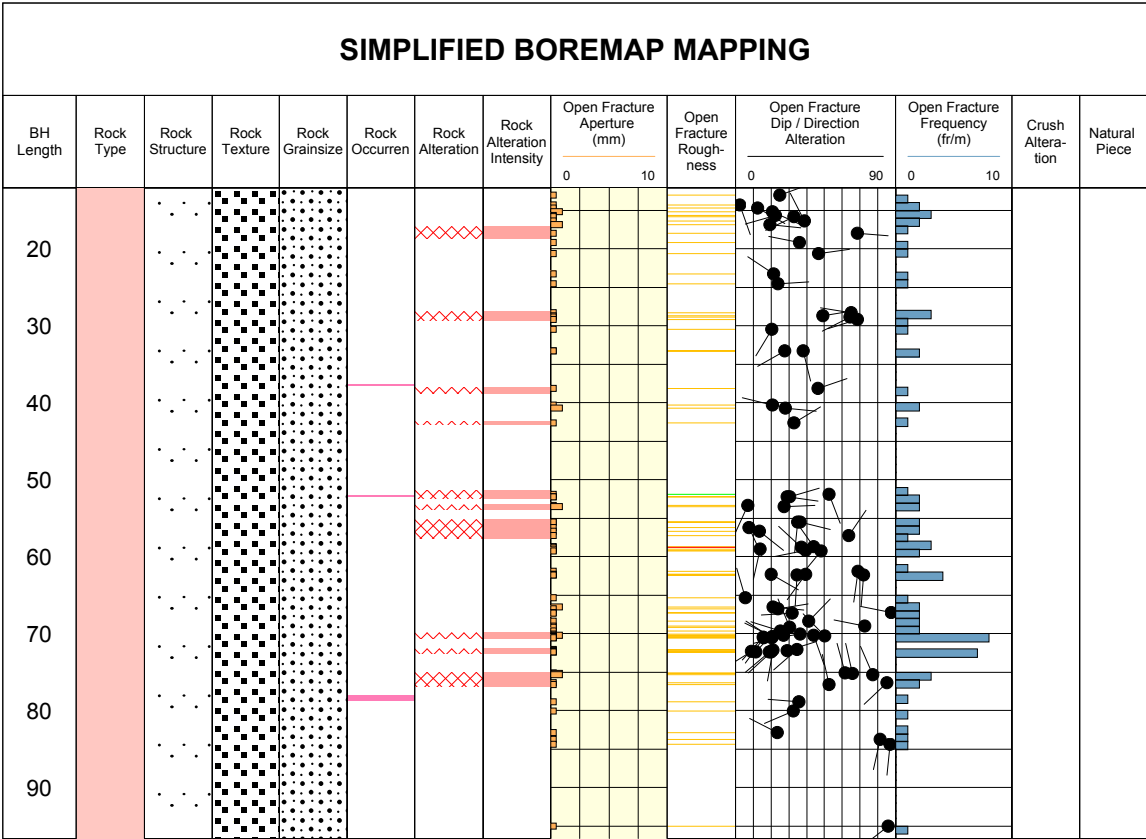 SIMPLIFIED BOREMAP MAPPING
BH
Length
Rock
Type
Rock
Structure
Rock
Texture
Rock
Grainsize
Rock
Occurren
Rock
Alteration
Rock
Alteration
Intensity
Open Fracture
Aperture
(mm)
0 10
Open
Fracture
Rough-
ness
Open Fracture
Dip / Direction
Alteration
0 90
Open Fracture
Frequency
(fr/m)
0 10
Crush
Altera-
tion
Natural
Piece
20
30
40
50
60
70
80
90